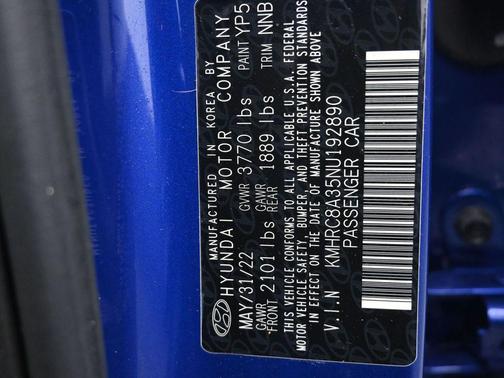 MANUFACTURED IN KOREA BY
HYUNDAI MOTOR COMPANY
MAY/31/22 GVWR 3770 lbs PAINT YP5
GAWR FRONT 2101 lbs GAWR REAR 1889 lbs TRIM NNB
THIS VEHICLE CONFORMS TO ALL APPLICABLE U.S.A. FEDERAL
MOTOR VEHICLE SAFETY, BUMPER, AND THEFT PREVENTION STANDARDS
IN EFFECT ON THE DATE OF MANUFACTURE SHOWN ABOVE
V.I.N KMHRC8A35NU192890
PASSENGER CAR